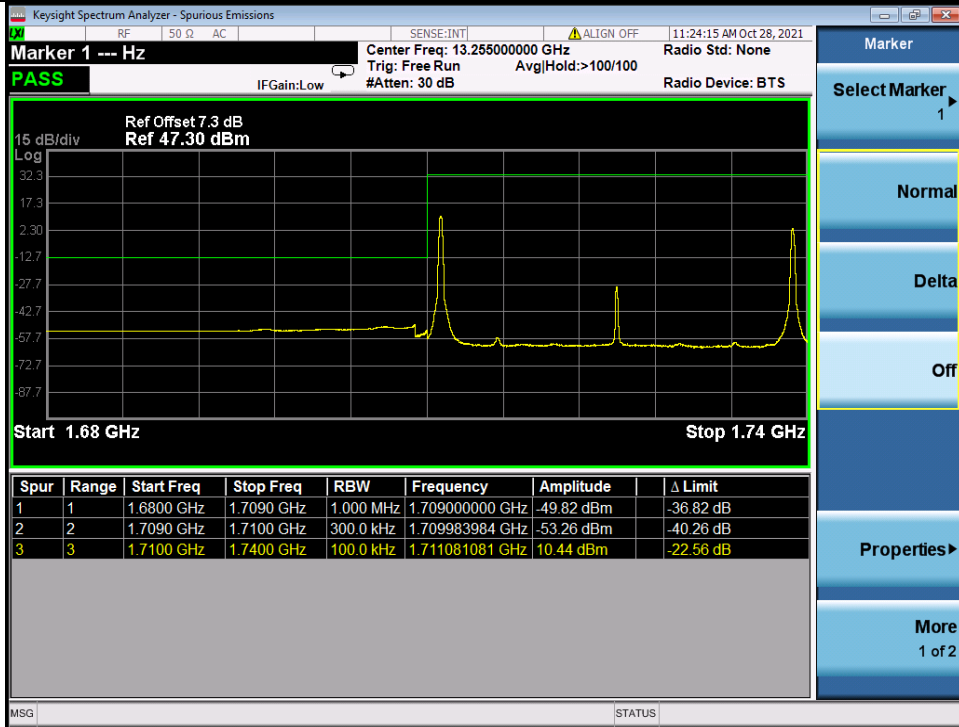 Keysight Spectrum Analyzer - Spurious Emissions
LXI RF 50 Ω AC SENSE:INT ALIGN OFF 11:24:15 AM Oct 28, 2021
Marker 1 --- Hz
Center Freq: 13.255000000 GHz Radio Std: None
Trig: Free Run Avg|Hold:>100/100
PASS IFGain:Low #Atten: 30 dB Radio Device: BTS
Ref Offset 7.3 dB
15 dB/div Ref 47.30 dBm
Log
32.3
17.3
2.30
-12.7
-27.7
-42.7
-57.7
-72.7
-87.7
Start 1.68 GHz Stop 1.74 GHz
Spur Range Start Freq Stop Freq RBW Frequency Amplitude Δ Limit
1 1 1.6800 GHz 1.7090 GHz 1.000 MHz 1.709000000 GHz -49.82 dBm -36.82 dB
2 2 1.7090 GHz 1.7100 GHz 300.0 kHz 1.709983984 GHz -53.26 dBm -40.26 dB
3 3 1.7100 GHz 1.7400 GHz 100.0 kHz 1.711081081 GHz 10.44 dBm -22.56 dB
Marker
Select Marker
1
Normal
Delta
Off
Properties
More
1 of 2
MSG STATUS